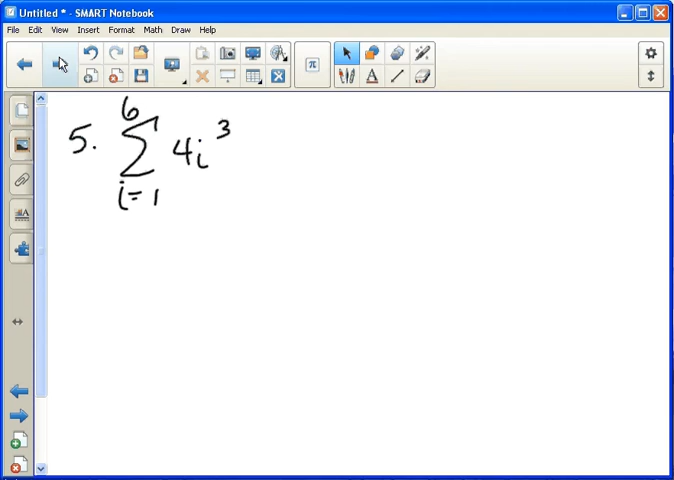 Untitled * - SMART Notebook
File Edit View Insert Format Math Draw Help
π
A
6
5. ∑ 4i³
i = 1